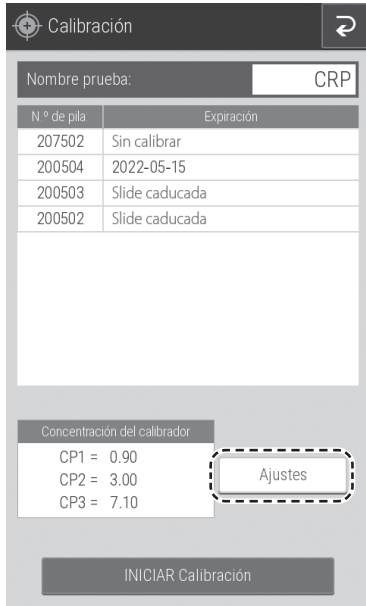 Calibración
Nombre prueba: CRP
N º de pila: Expiración
207502 Sin calibrar
200504 2022-05-15
200503 Slide caducada
200502 Slide caducada
Concentración del calibrador
CP1 = 0.90
CP2 = 3.00
CP3 = 7.10
Ajustes
INICIAR Calibración